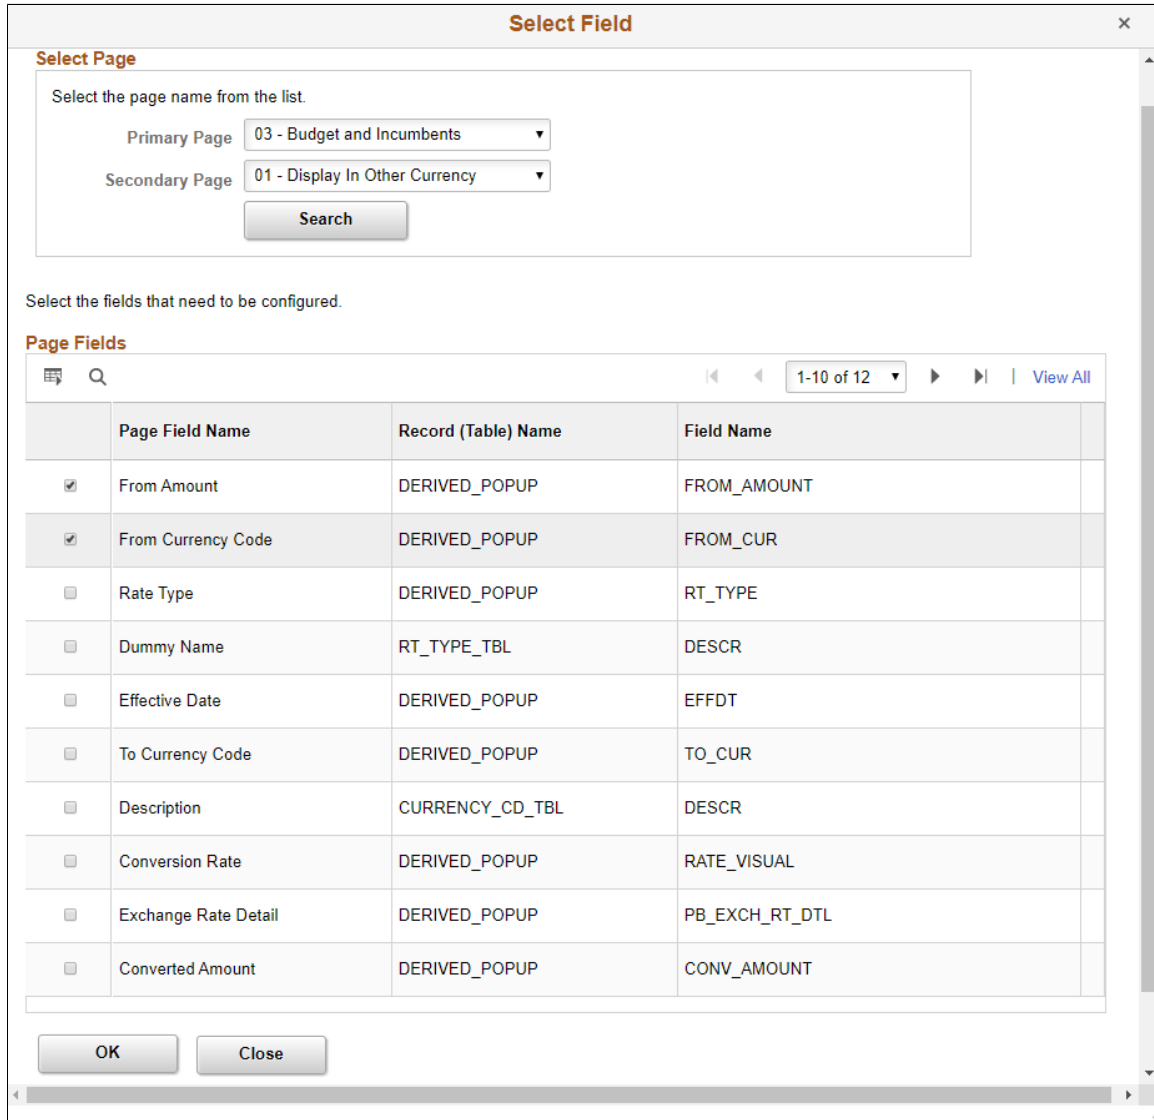 Select Field
×
Select Page
Select the page name from the list.
Primary Page 03 - Budget and Incumbents
Secondary Page 01 - Display In Other Currency
Search
Select the fields that need to be configured.
Page Fields
1-10 of 12 | View All
Page Field Name Record (Table) Name Field Name
From Amount DERIVED_POPUP FROM_AMOUNT
From Currency Code DERIVED_POPUP FROM_CUR
Rate Type DERIVED_POPUP RT_TYPE
Dummy Name RT_TYPE_TBL DESCR
Effective Date DERIVED_POPUP EFFDT
To Currency Code DERIVED_POPUP TO_CUR
Description CURRENCY_CD_TBL DESCR
Conversion Rate DERIVED_POPUP RATE_VISUAL
Exchange Rate Detail DERIVED_POPUP PB_EXCH_RT_DTL
Converted Amount DERIVED_POPUP CONV_AMOUNT
OK Close